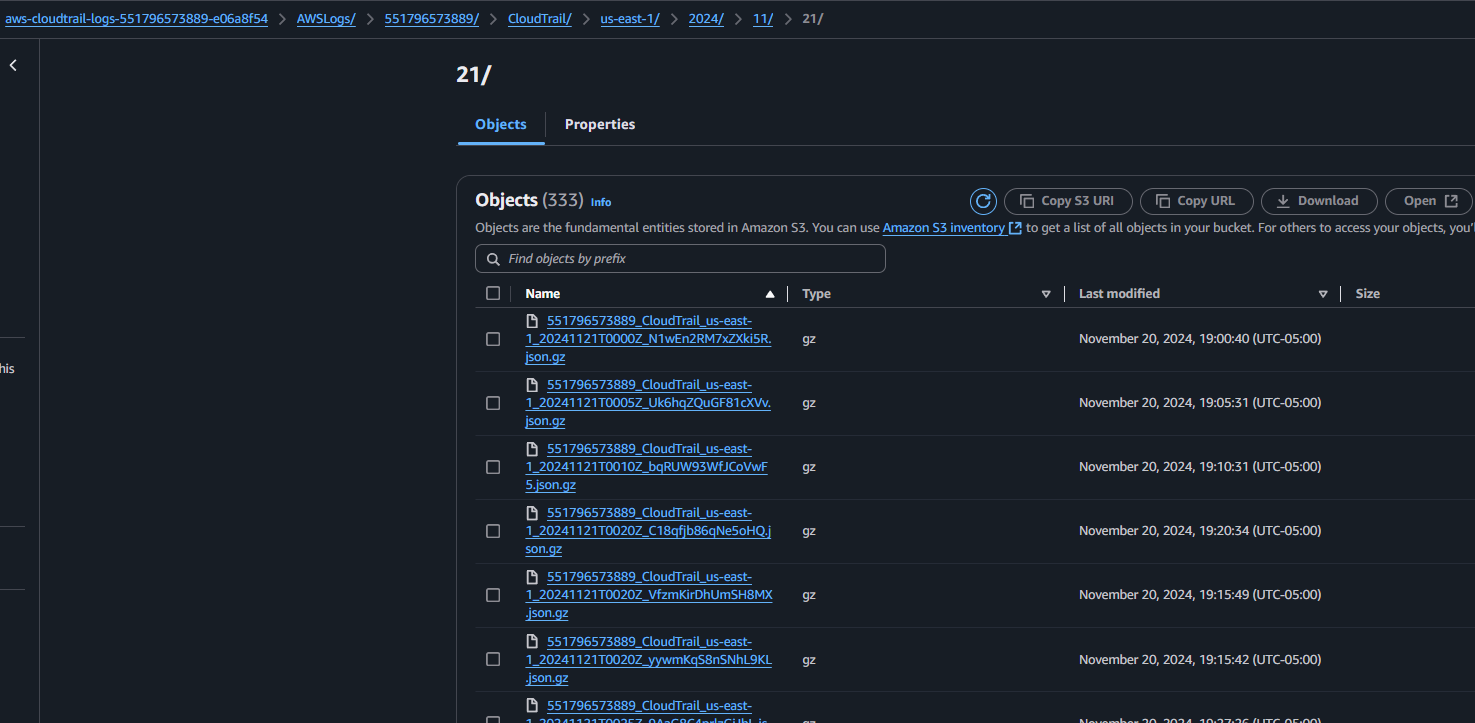 aws-cloudtrail-logs-551796573889-e06a8f54 > AWSLogs/ > 551796573889/ > CloudTrail/ > us-east-1/ > 2024/ > 11/ > 21/
21/
Objects Properties
Objects (333) Info Copy S3 URI Copy URL Download Open
Objects are the fundamental entities stored in Amazon S3. You can use Amazon S3 inventory to get a list of all objects in your bucket. For others to access your objects, you'l
Find objects by prefix
Name Type Last modified Size
551796573889_CloudTrail_us-east-
1_20241121T0000Z_N1wEn2RM7xZXki5R. gz November 20, 2024, 19:00:40 (UTC-05:00)
json.gz
his
551796573889_CloudTrail_us-east-
1_20241121T0005Z_Uk6hqZQuGF81cXVv. gz November 20, 2024, 19:05:31 (UTC-05:00)
json.gz
551796573889_CloudTrail_us-east-
1_20241121T0010Z_bqRUW93WfJCoVwF gz November 20, 2024, 19:10:31 (UTC-05:00)
5.json.gz
551796573889_CloudTrail_us-east-
1_20241121T0020Z_C18qfjb86qNe5oHQ.j gz November 20, 2024, 19:20:34 (UTC-05:00)
son.gz
551796573889_CloudTrail_us-east-
1_20241121T0020Z_VfzmKirDhUmSH8MX gz November 20, 2024, 19:15:49 (UTC-05:00)
.json.gz
551796573889_CloudTrail_us-east-
1_20241121T0020Z_yywmKqS8nSNhL9KL gz November 20, 2024, 19:15:42 (UTC-05:00)
.json.gz
551796573889_CloudTrail_us-east-